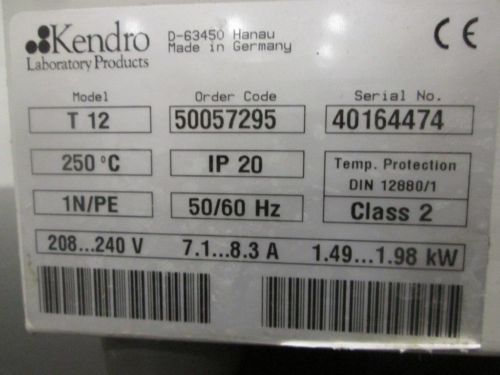 Kendro
Laboratory Products
D-63450 Hanau
Made in Germany
CE
Model
Order Code
Serial No.
T 12
50057295
40164474
250 °C
IP 20
Temp. Protection
DIN 12880/1
1N/PE
50/60 Hz
Class 2
208...240 V 7.1...8.3 A 1.49...1.98 kW